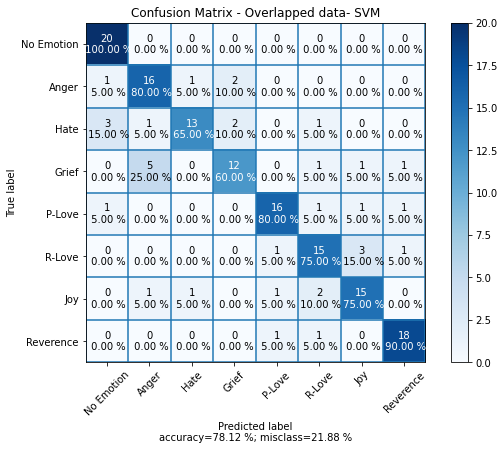 Confusion Matrix - Overlapped data- SVM
No Emotion 20 0 0 0 0 0 0 0
100.00 % 0.00 % 0.00 % 0.00 % 0.00 % 0.00 % 0.00 % 0.00 %
Anger 1 16 1 2 0 0 0 0
5.00 % 80.00 % 5.00 % 10.00 % 0.00 % 0.00 % 0.00 % 0.00 %
Hate 3 1 13 2 0 1 0 0
15.00 % 5.00 % 65.00 % 10.00 % 0.00 % 5.00 % 0.00 % 0.00 %
Grief 0 5 0 12 0 1 1 1
0.00 % 25.00 % 0.00 % 60.00 % 0.00 % 5.00 % 5.00 % 5.00 %
P-Love 1 0 0 0 16 1 1 1
5.00 % 0.00 % 0.00 % 0.00 % 80.00 % 5.00 % 5.00 % 5.00 %
R-Love 0 0 0 0 1 15 3 1
0.00 % 0.00 % 0.00 % 0.00 % 5.00 % 75.00 % 15.00 % 5.00 %
Joy 0 1 1 0 1 2 15 0
0.00 % 5.00 % 5.00 % 0.00 % 5.00 % 10.00 % 75.00 % 0.00 %
Reverence 0 0 0 0 1 1 0 18
0.00 % 0.00 % 0.00 % 0.00 % 5.00 % 5.00 % 0.00 % 90.00 %
True label
No Emotion Anger Hate Grief P-Love R-Love Joy Reverence
Predicted label
accuracy=78.12 %; misclass=21.88 %
20.0
17.5
15.0
12.5
10.0
7.5
5.0
2.5
0.0